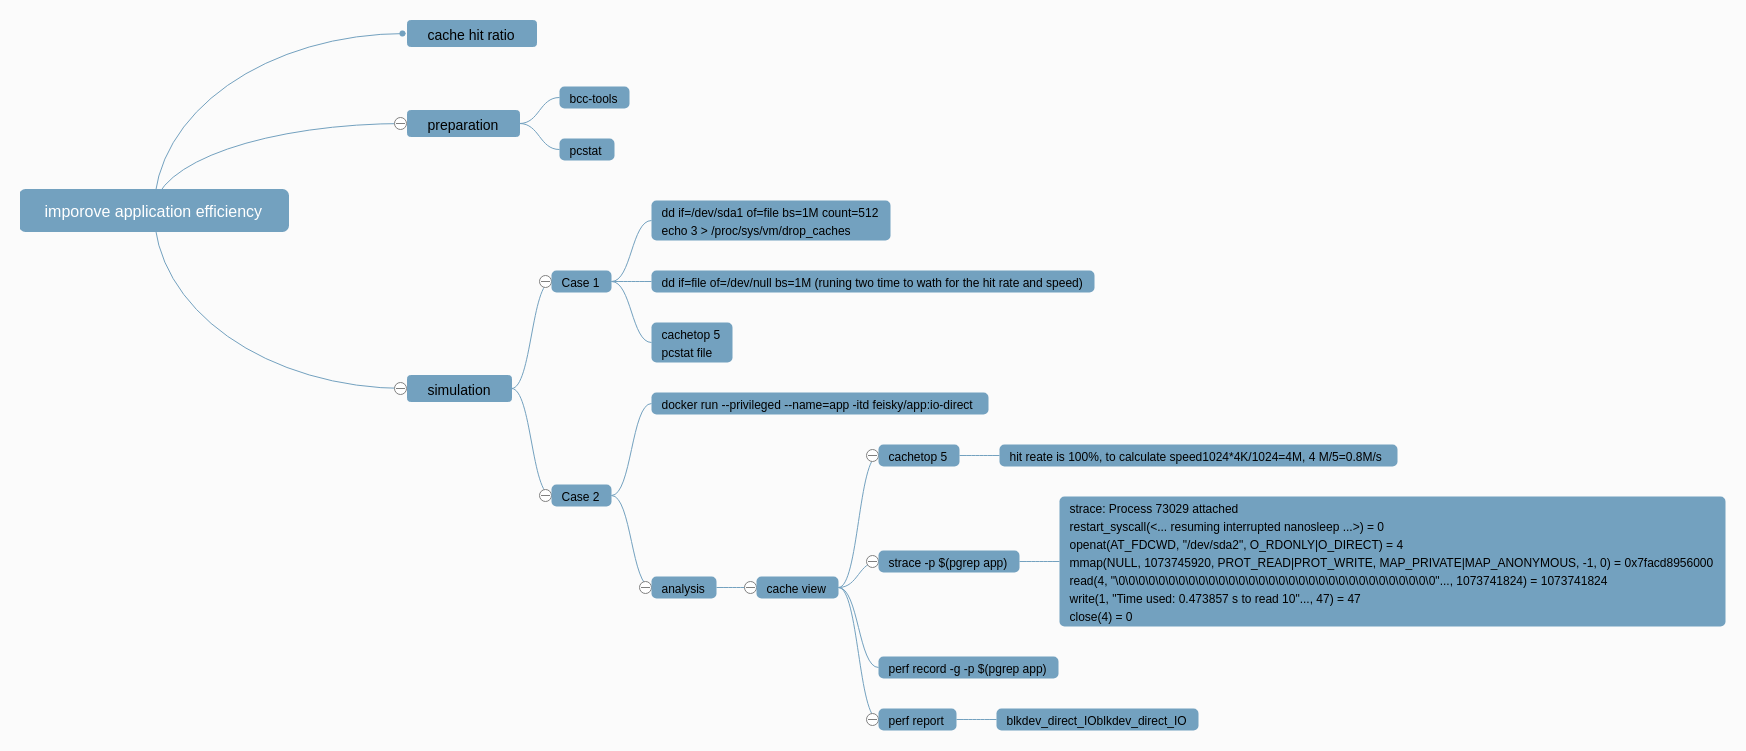 cache hit ratio
preparation
bcc-tools
pcstat
imporove application efficiency
simulation
Case 1
dd if=/dev/sda1 of=file bs=1M count=512
echo 3 > /proc/sys/vm/drop_caches
dd if=file of=/dev/null bs=1M (runing two time to wath for the hit rate and speed)
cachetop 5
pcstat file
Case 2
docker run --privileged --name=app -itd feisky/app:io-direct
analysis
cache view
cachetop 5
hit reate is 100%, to calculate speed1024*4K/1024=4M, 4 M/5=0.8M/s
strace -p $(pgrep app)
strace: Process 73029 attached
restart_syscall(<... resuming interrupted nanosleep ...>) = 0
openat(AT_FDCWD, "/dev/sda2", O_RDONLY|O_DIRECT) = 4
mmap(NULL, 1073745920, PROT_READ|PROT_WRITE, MAP_PRIVATE|MAP_ANONYMOUS, -1, 0) = 0x7facd8956000
read(4, "\0\0\0\0\0\0\0\0\0\0\0\0\0\0\0\0\0\0\0\0\0\0\0\0\0\0\0\0\0\0\0\0"..., 1073741824) = 1073741824
write(1, "Time used: 0.473857 s to read 10"..., 47) = 47
close(4) = 0
perf record -g -p $(pgrep app)
perf report
blkdev_direct_IOblkdev_direct_IO